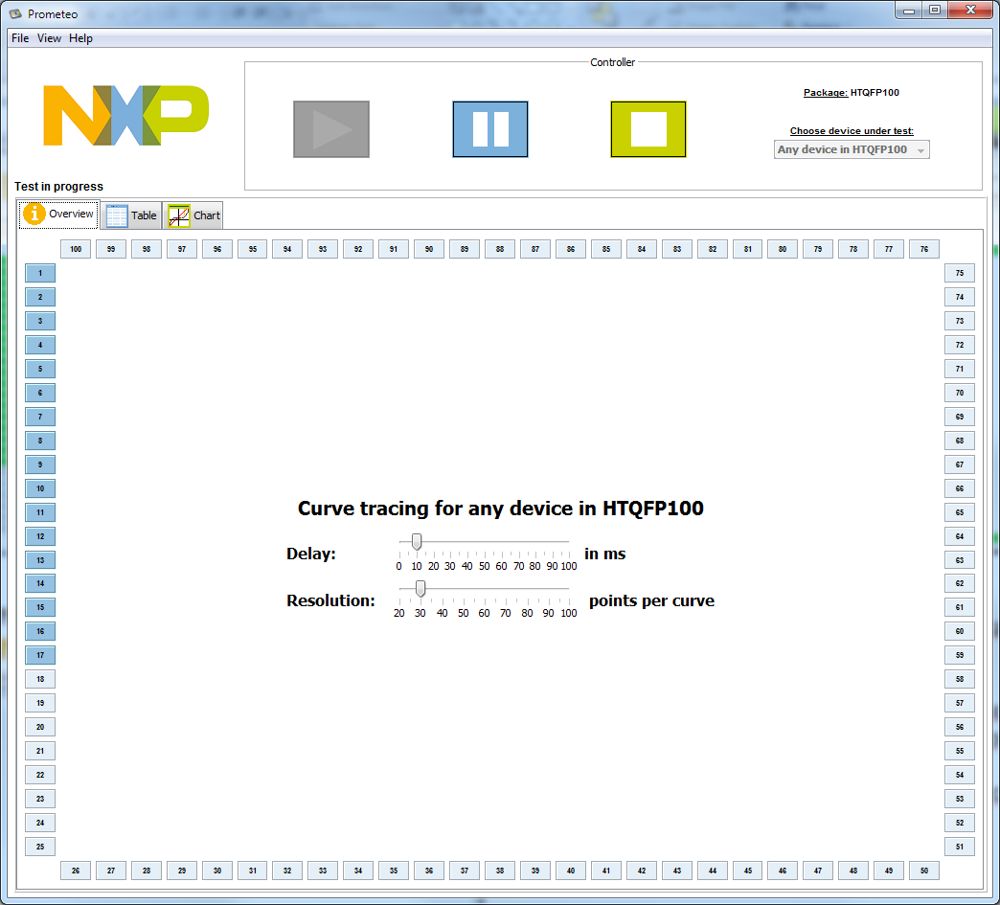 Prometeo
File View Help
NXP
Controller
Package: HTQFP100
Choose device under test:
Any device in HTQFP100
Test in progress
Overview Table Chart
100 99 98 97 96 95 94 93 92 91 90 89 88 87 86 85 84 83 82 81 80 79 78 77 76
1 75
2 74
3 73
4 72
5 71
6 70
7 69
8 68
9 67
10 66
11 65
12 64
13 63
14 62
15 61
16 60
17 59
18 58
19 57
20 56
21 55
22 54
23 53
24 52
25 51
Curve tracing for any device in HTQFP100
Delay: in ms
0 10 20 30 40 50 60 70 80 90 100
Resolution: points per curve
20 30 40 50 60 70 80 90 100
26 27 28 29 30 31 32 33 34 35 36 37 38 39 40 41 42 43 44 45 46 47 48 49 50